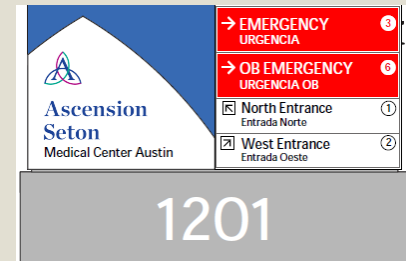 Ascension
Seton
Medical Center Austin
→ EMERGENCY 3
URGENCIA
→ OB EMERGENCY 6
URGENCIA OB
↖ North Entrance 1
Entrada Norte
↗ West Entrance 2
Entrada Oeste
1201